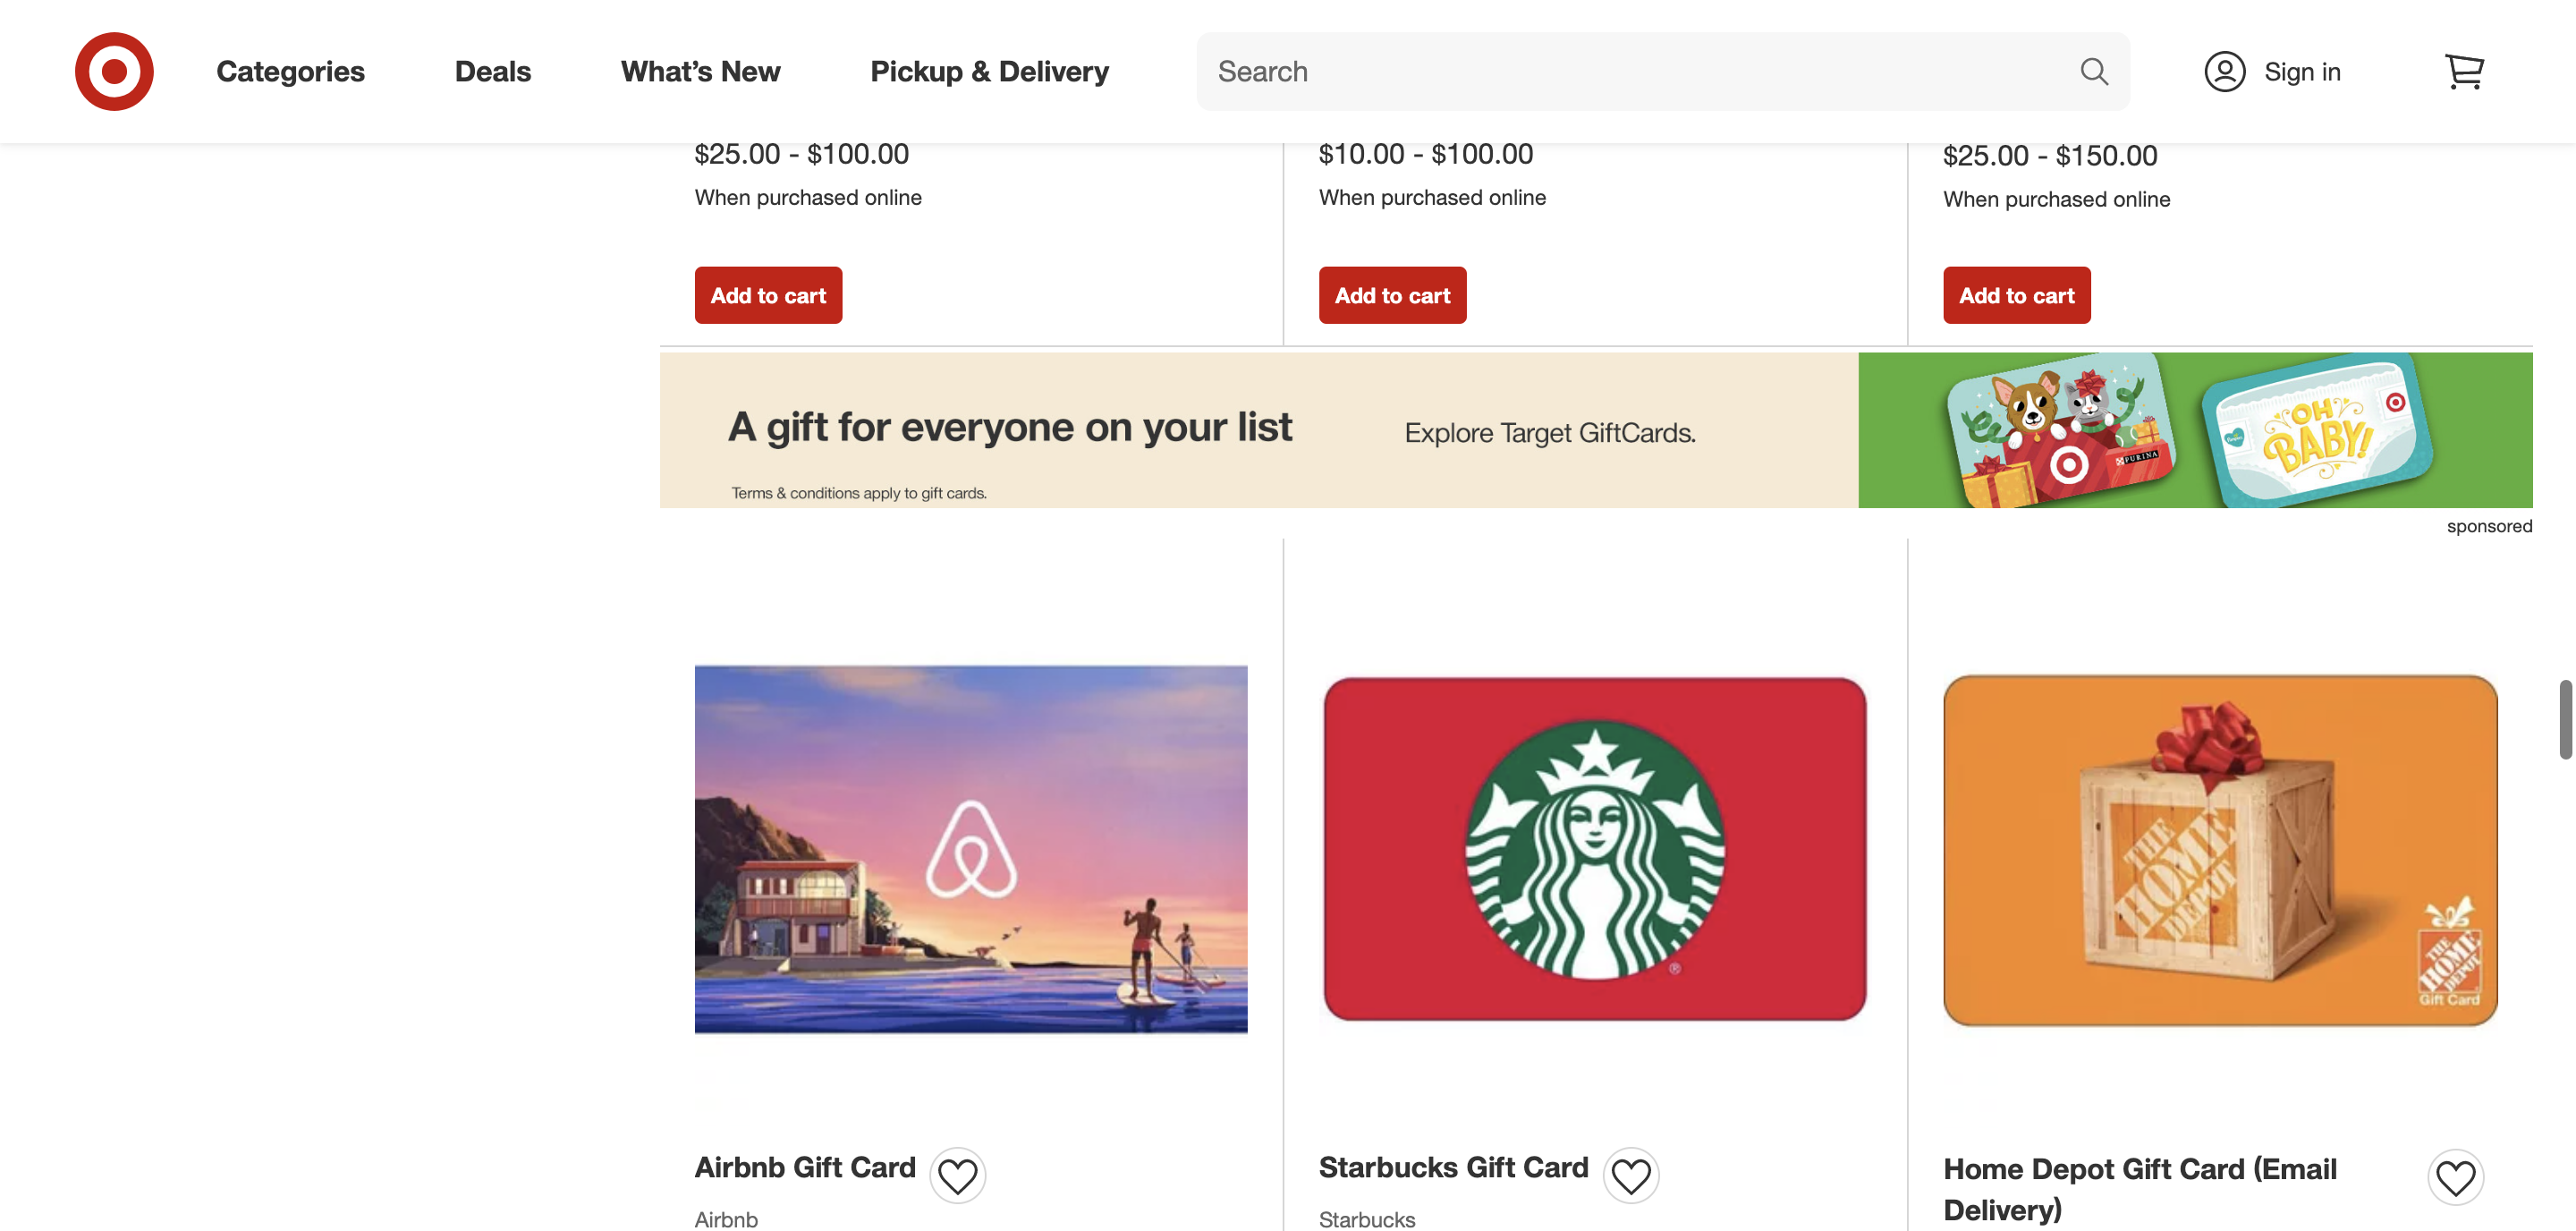 Categories
Deals
What's New
Pickup & Delivery
Search
Sign in
$25.00 - $100.00
When purchased online
Add to cart
$10.00 - $100.00
When purchased online
Add to cart
$25.00 - $150.00
When purchased online
Add to cart
A gift for everyone on your list
Explore Target GiftCards.
Terms & conditions apply to gift cards.
PURINA
OH
BABY!
sponsored
THE
HOME
DEPOT
THE
HOME
DEPOT
Gift Card
Airbnb Gift Card
Airbnb
Starbucks Gift Card
Starbucks
Home Depot Gift Card (Email
Delivery)